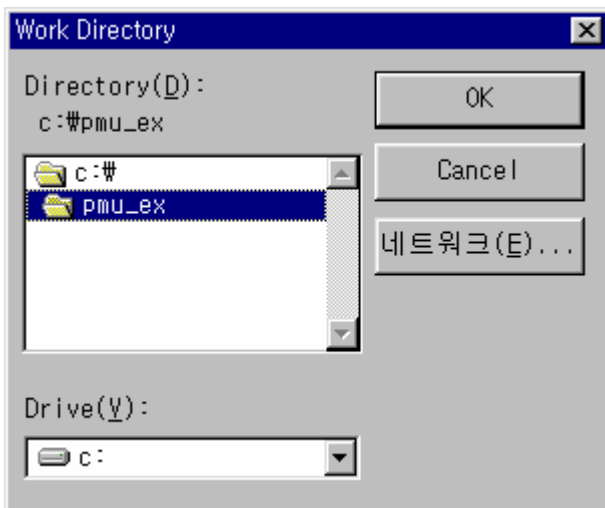 Work Directory
Directory(D):
c:₩pmu_ex
c:₩
pmu_ex
OK
Cancel
네트워크(E)...
Drive(V):
c: